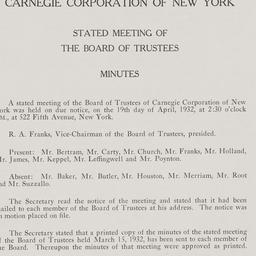 CARNEGIE CORPORATION OF NEW YORK
STATED MEETING OF
THE BOARD OF TRUSTEES
MINUTES
A stated meeting of the Board of Trustees of Carnegie Corporation of New
York was held on due notice, on the 19th day of April, 1932, at 2:30 o'clock
P.M., at 522 Fifth Avenue, New York.
R. A. Franks, Vice-Chairman of the Board of Trustees, presided.
Present: Mr. Bertram, Mr. Carty, Mr. Church, Mr. Franks, Mr. Holland,
Mr. James, Mr. Keppel, Mr. Leffingwell and Mr. Poynton.
Absent: Mr. Baker, Mr. Butler, Mr. Houston, Mr. Merriam, Mr. Root
and Mr. Suzzallo.
The Secretary read the notice of the meeting and stated that it had been
mailed to each member of the Board of Trustees at his address. The notice was
on motion placed on file.
The Secretary stated that a printed copy of the minutes of the stated meeting
of the Board of Trustees held March 15, 1932, has been sent to each member of
the Board. Thereupon the minutes of that meeting were approved as printed.